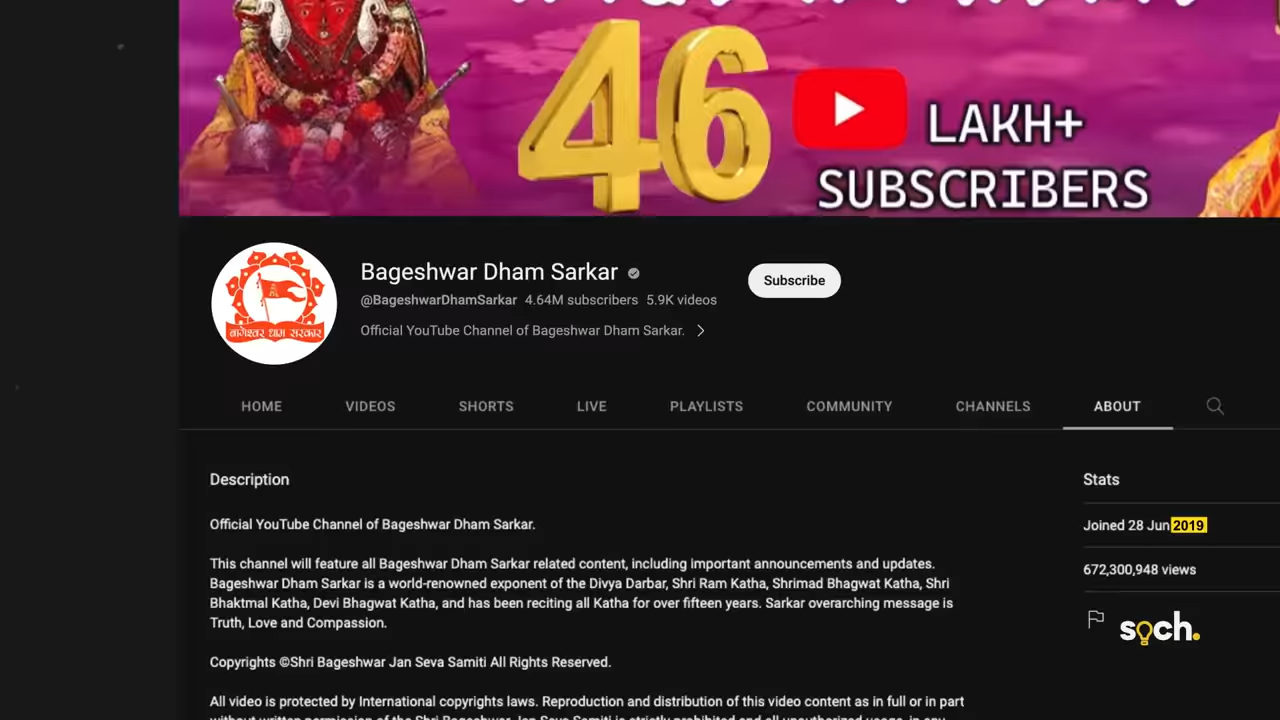 46
LAKH+
SUBSCRIBERS
Bageshwar Dham Sarkar
@BageshwarDhamSarkar 4.64M subscribers 5.9K videos
Official YouTube Channel of Bageshwar Dham Sarkar.
Subscribe
बागेश्वर धाम सरकार
HOME VIDEOS SHORTS LIVE PLAYLISTS COMMUNITY CHANNELS ABOUT
Description
Official YouTube Channel of Bageshwar Dham Sarkar.
This channel will feature all Bageshwar Dham Sarkar related content, including important announcements and updates.
Bageshwar Dham Sarkar is a world-renowned exponent of the Divya Darbar, Shri Ram Katha, Shrimad Bhagwat Katha, Shri
Bhaktmal Katha, Devi Bhagwat Katha, and has been reciting all Katha for over fifteen years. Sarkar overarching message is
Truth, Love and Compassion.
Copyrights ©Shri Bageshwar Jan Seva Samiti All Rights Reserved.
All video is protected by International copyrights laws. Reproduction and distribution of this video content as in full or in part
without written permission of the Shri Bageshwar Jan Seva Samiti is strictly prohibited and all unauthorized usage, in any
Stats
Joined 28 Jun 2019
672,300,948 views
soch.